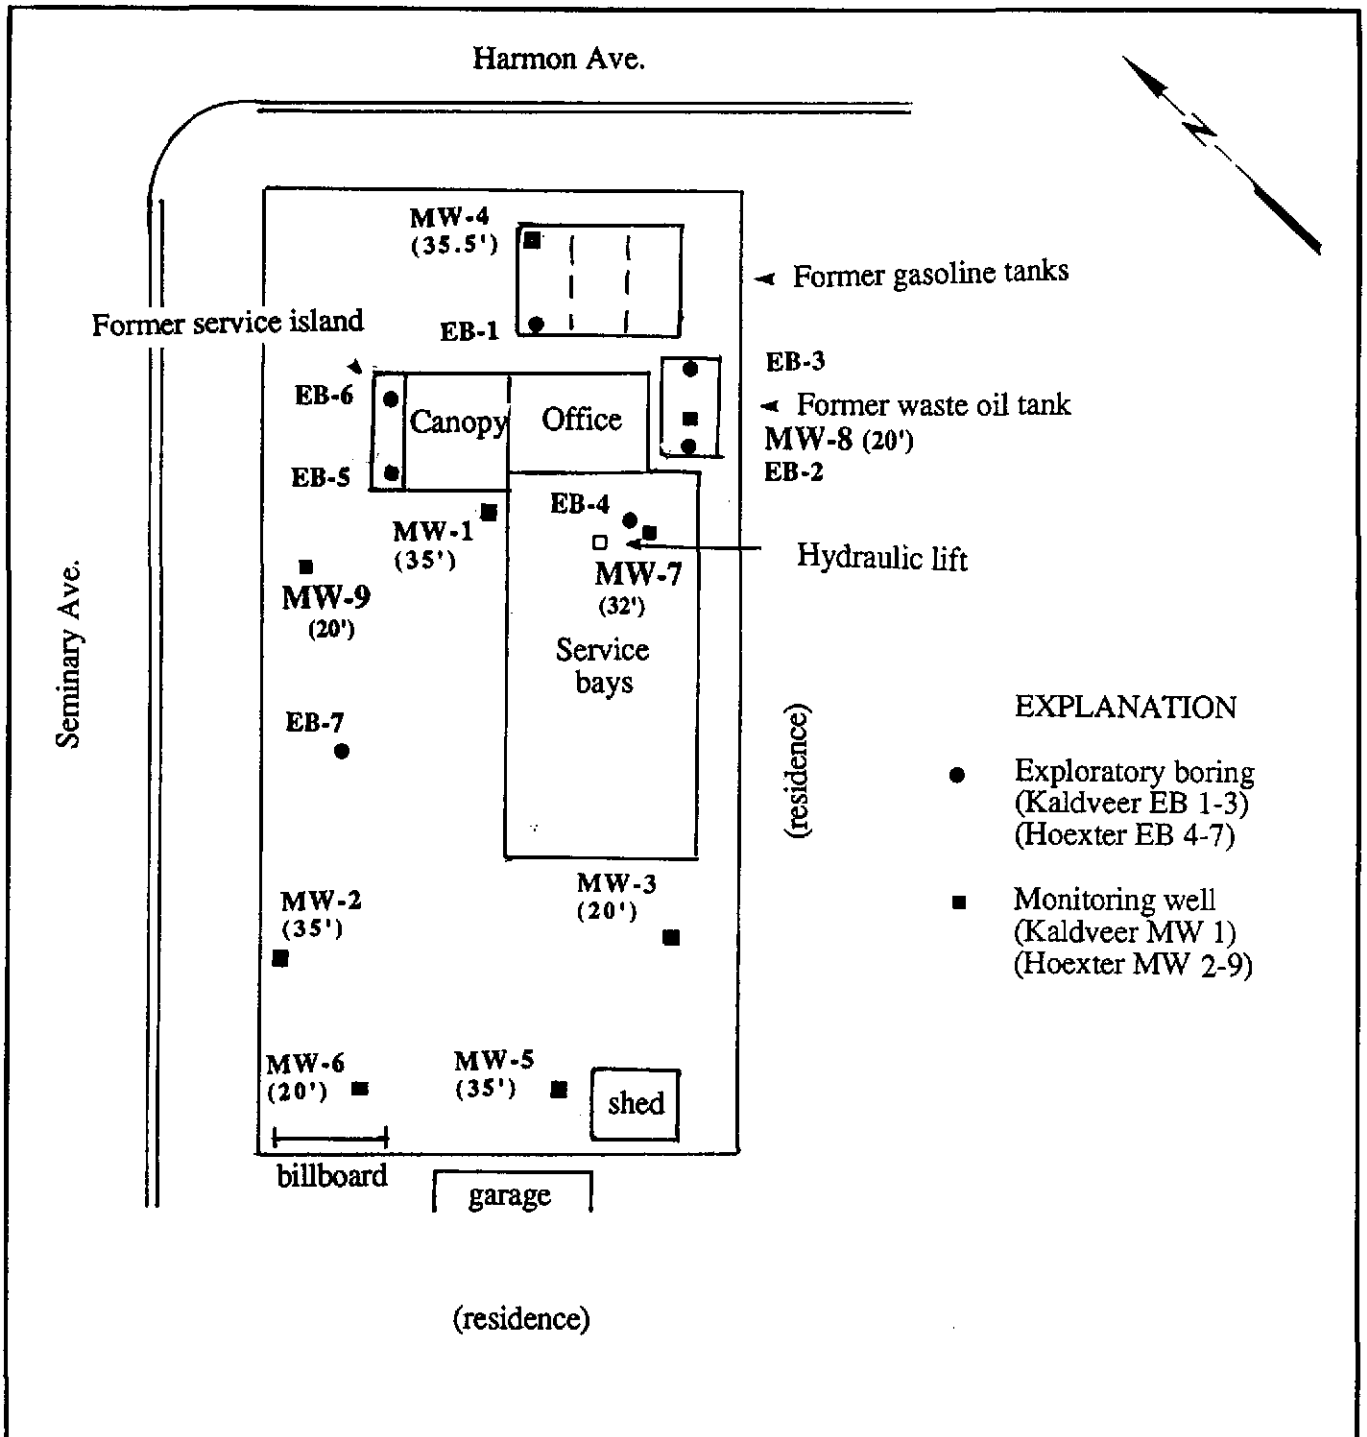 Harmon Ave.
N
MW-4
(35.5')
Former gasoline tanks
Former service island
EB-1
EB-3
EB-6
Canopy
Office
Former waste oil tank
MW-8 (20')
EB-2
EB-5
EB-4
MW-1
(35')
Hydraulic lift
MW-7
(32')
MW-9
(20')
Seminary Ave.
Service
bays
EB-7
(residence)
EXPLANATION
Exploratory boring
(Kaldveer EB 1-3)
(Hoexter EB 4-7)
MW-3
(20')
MW-2
(35')
Monitoring well
(Kaldveer MW 1)
(Hoexter MW 2-9)
MW-6
(20')
MW-5
(35')
shed
billboard
garage
(residence)